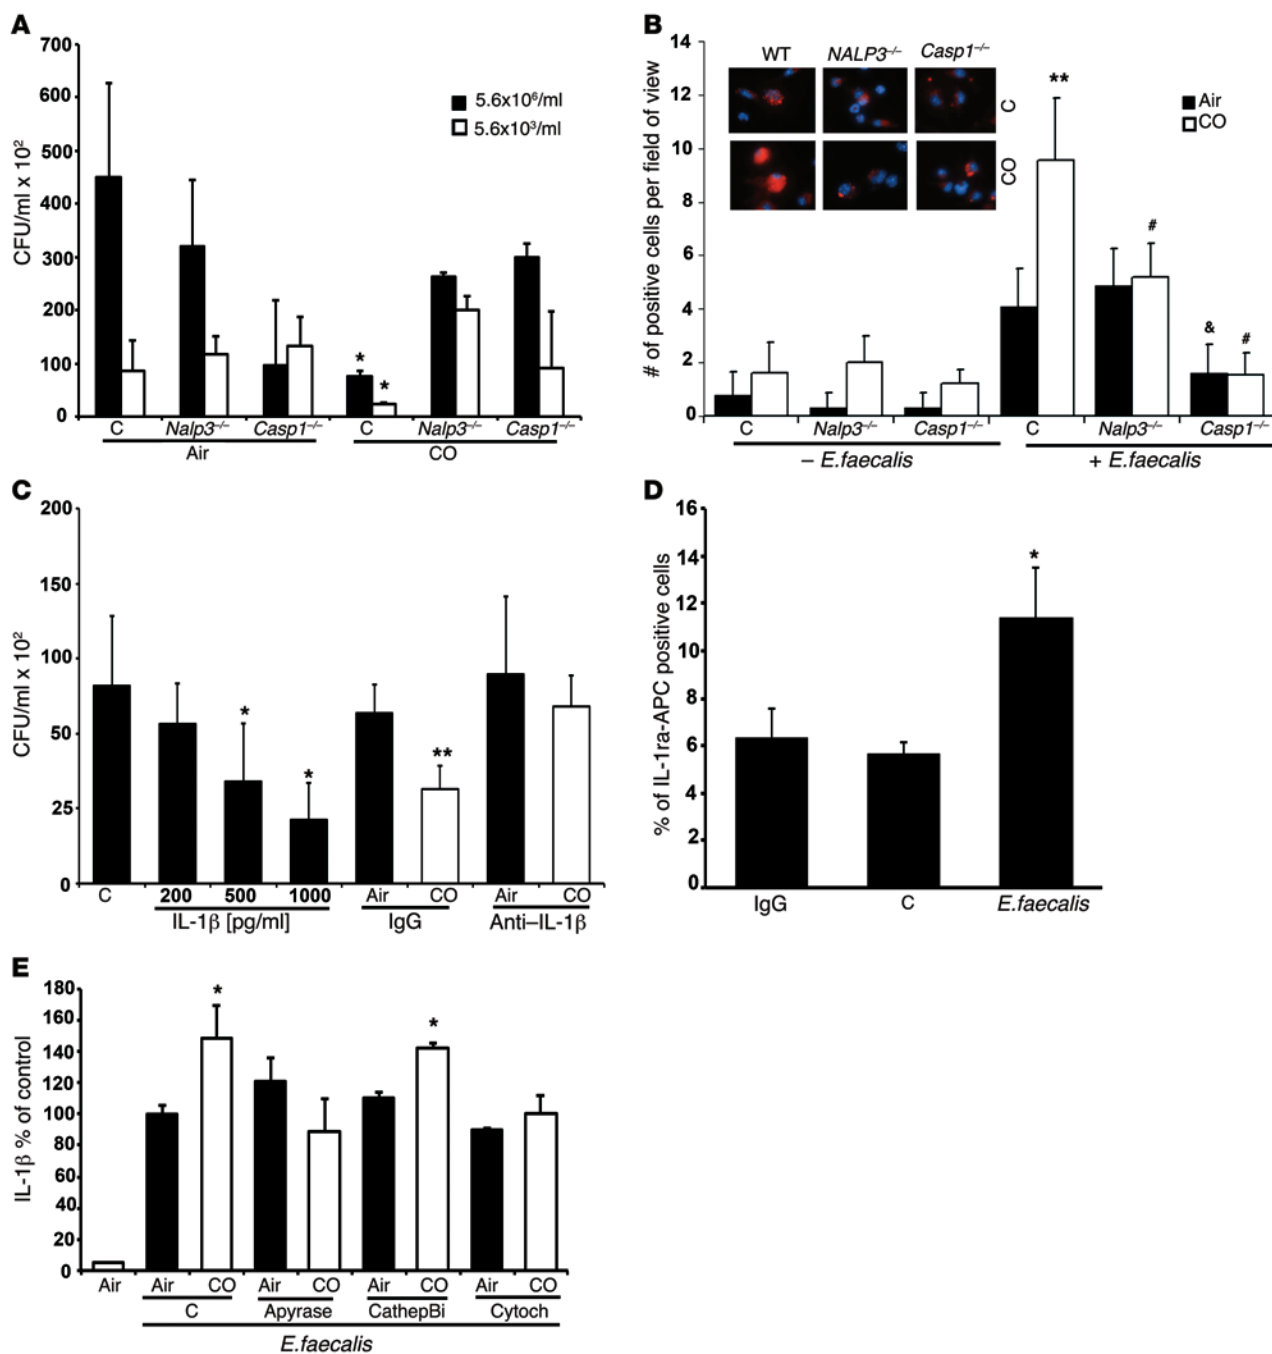 A
700
600
500
400
300
200
100
0
CFU/ml x 10²
5.6x10⁶/ml
5.6x10³/ml
* *
C Nalp3⁻/⁻ Casp1⁻/⁻ C Nalp3⁻/⁻ Casp1⁻/⁻
Air CO
B
14
12
10
8
6
4
2
0
# of positive cells per field of view
WT NALP3⁻/⁻ Casp1⁻/⁻
C
CO
Air
CO
**
#
& #
C Nalp3⁻/⁻ Casp1⁻/⁻ C Nalp3⁻/⁻ Casp1⁻/⁻
– E.faecalis + E.faecalis
C
200
150
100
50
25
0
CFU/ml x 10²
* * **
C 200 500 1000 Air CO Air CO
IL-1β [pg/ml] IgG Anti–IL-1β
D
16
14
12
10
8
6
4
2
0
% of IL-1ra-APC positive cells
*
IgG C E.faecalis
E
180
160
140
120
100
80
60
40
20
0
IL-1β % of control
* *
Air Air CO Air CO Air CO Air CO
C Apyrase CathepBi Cytoch
E.faecalis